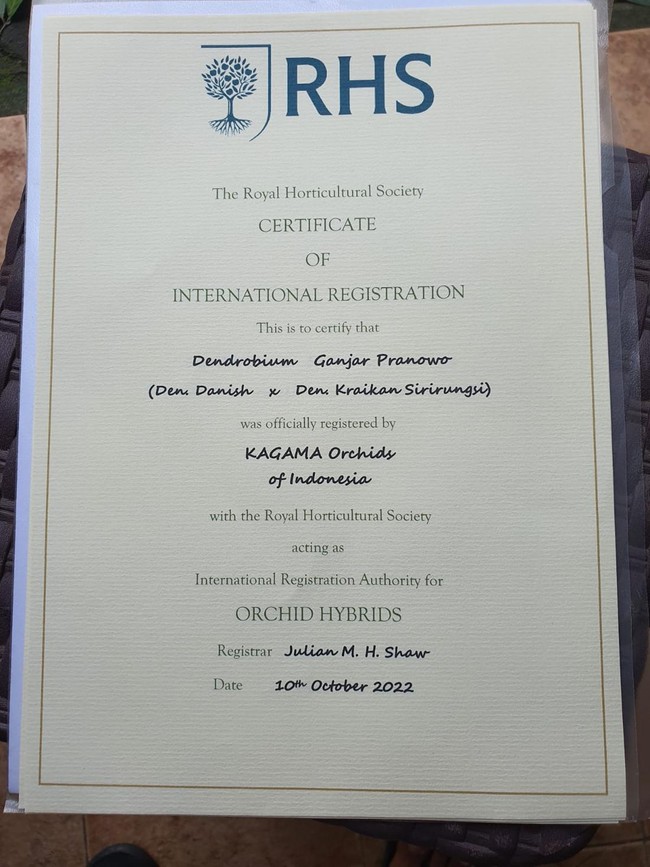 RHS
The Royal Horticultural Society
CERTIFICATE
OF
INTERNATIONAL REGISTRATION
This is to certify that
Dendrobium Ganjar Pranowo
(Den. Danish x Den. Kraikan Sirirungsi)
was officially registered by
KAGAMA Orchids
of Indonesia
with the Royal Horticultural Society
acting as
International Registration Authority for
ORCHID HYBRIDS
Registrar Julian M. H. Shaw
Date 10th October 2022